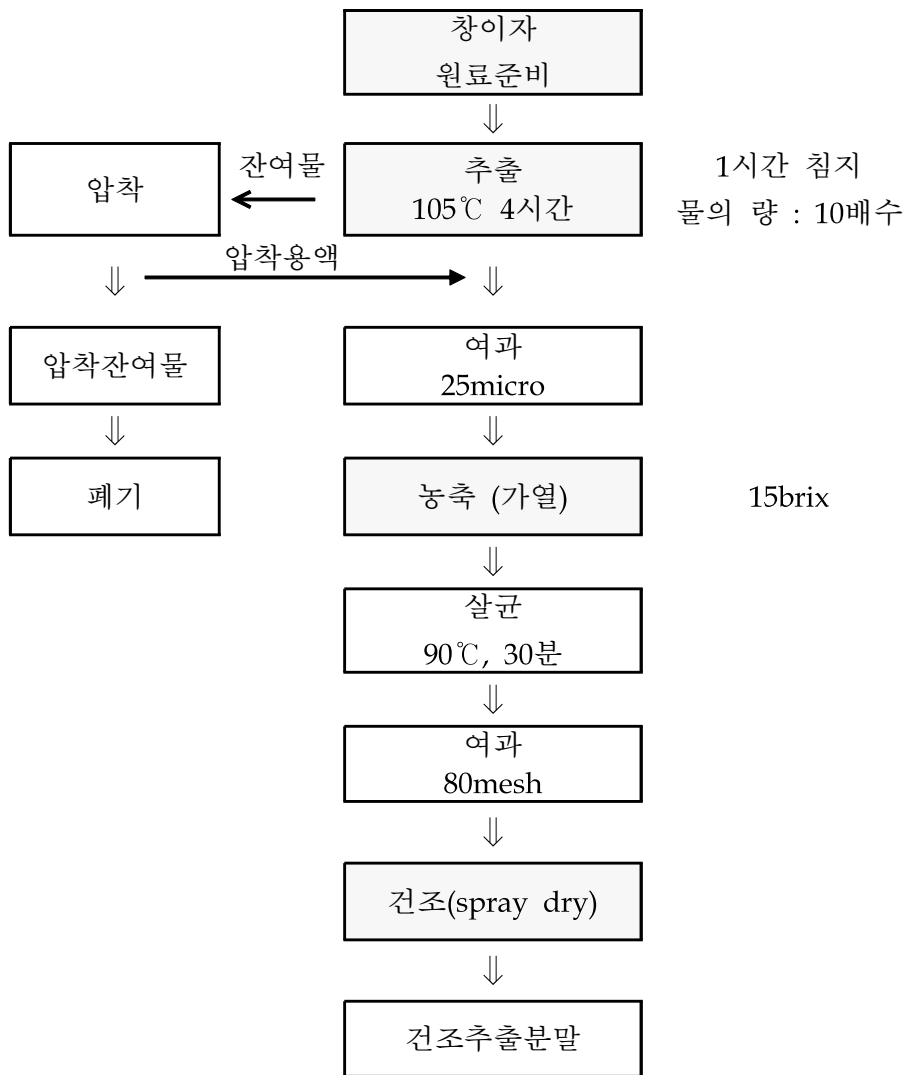 창이자
원료준비
⇓
압착
잔여물
추출
105℃ 4시간
1시간 침지
물의 량 : 10배수
⇓
압착용액
⇓
압착잔여물
여과
25micro
⇓
⇓
폐기
농축 (가열)
15brix
⇓
살균
90℃, 30분
⇓
여과
80mesh
⇓
건조(spray dry)
⇓
건조추출분말